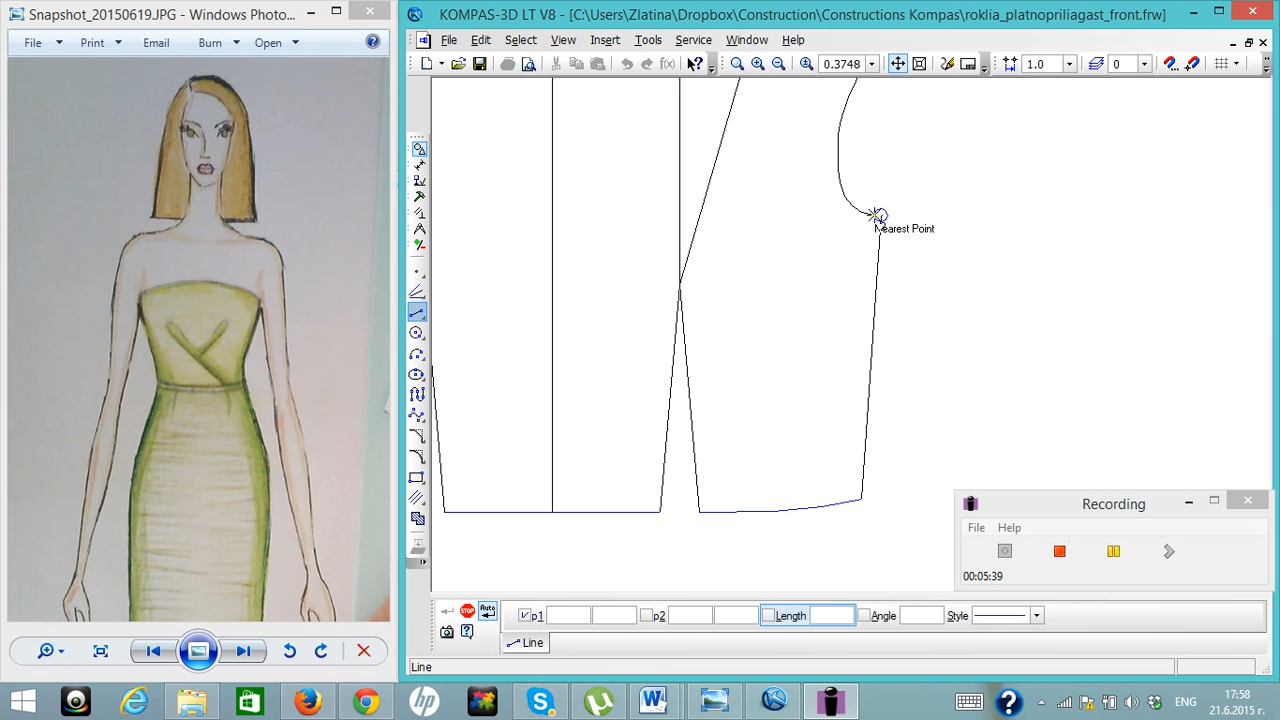 Snapshot_20150619.JPG - Windows Photo...
File Print Email Burn Open
KOMPAS-3D LT V8 - [C:\Users\Zlatina\Dropbox\Construction\Constructions Kompas\roklia_platnopriliagast_front.frw]
File Edit Select View Insert Tools Service Window Help
0.3748 1.0 0
Nearest Point
Recording
File Help
00:05:39
Auto p1 p2 Length Angle Style
Line
Line
ЕНГ
17:58
21.6.2015 г.